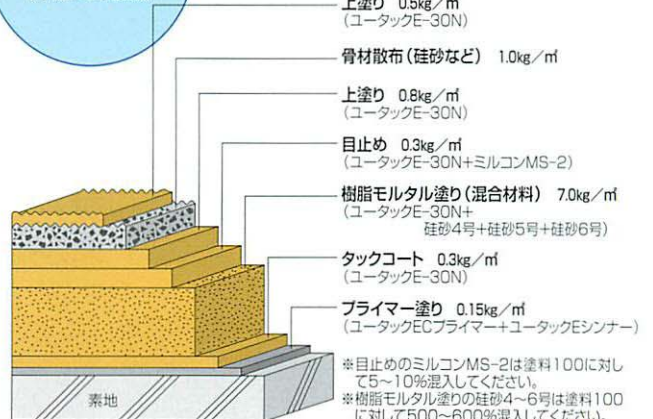 上塗り 0.5kg／㎡
（ユータックE-30N）
骨材散布（硅砂など） 1.0kg／㎡
上塗り 0.8kg／㎡
（ユータックE-30N）
目止め 0.3kg／㎡
（ユータックE-30N+ミルコンMS-2）
樹脂モルタル塗り（混合材料） 7.0kg／㎡
（ユータックE-30N+
硅砂4号+硅砂5号+硅砂6号）
タックコート 0.3kg／㎡
（ユータックE-30N）
プライマー塗り 0.15kg／㎡
（ユータックECプライマー+ユータックEシンナー）
素地
※目止めのミルコンMS-2は塗料100に対し
て5〜10%混入してください。
※樹脂モルタル塗りの硅砂4〜6号は塗料100
に対して500〜600%混入してください。